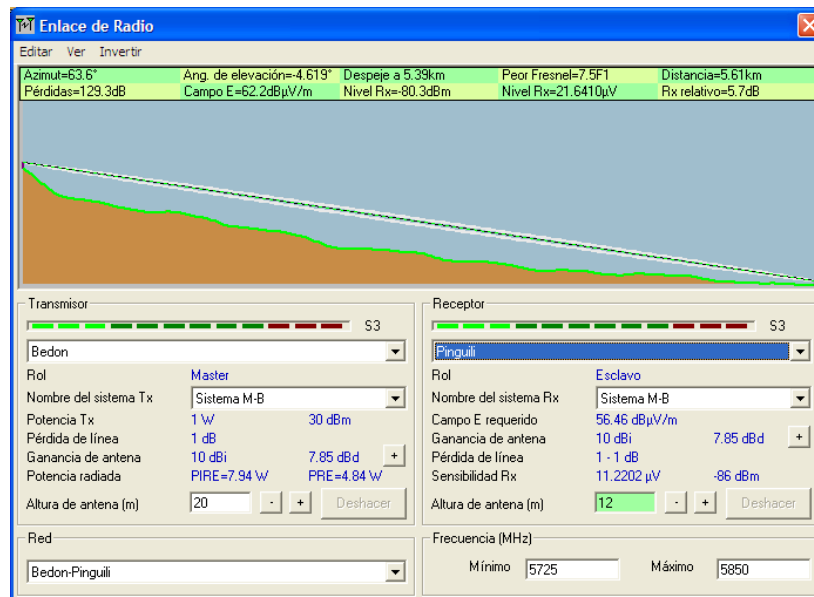 Enlace de Radio
Editar Ver Invertir
Azimut=63.6° Ang. de elevación=-4.619° Despeje a 5.39km Peor Fresnel=7.5F1 Distancia=5.61km
Pérdidas=129.3dB Campo E=62.2dBµV/m Nivel Rx=-80.3dBm Nivel Rx=21.6410µV Rx relativo=5.7dB
Transmisor
S3
Bedon
Rol Master
Nombre del sistema Tx Sistema M-B
Potencia Tx 1 W 30 dBm
Pérdida de línea 1 dB
Ganancia de antena 10 dBi 7.85 dBd +
Potencia radiada PIRE=7.94 W PRE=4.84 W
Altura de antena (m) 20 - + Deshacer
Receptor
S3
Pinguili
Rol Esclavo
Nombre del sistema Rx Sistema M-B
Campo E requerido 56.46 dBµV/m
Ganancia de antena 10 dBi 7.85 dBd +
Pérdida de línea 1 - 1 dB
Sensibilidad Rx 11.2202 µV -86 dBm
Altura de antena (m) 12 - + Deshacer
Red
Bedon-Pinguili
Frecuencia (MHz)
Mínimo 5725 Máximo 5850